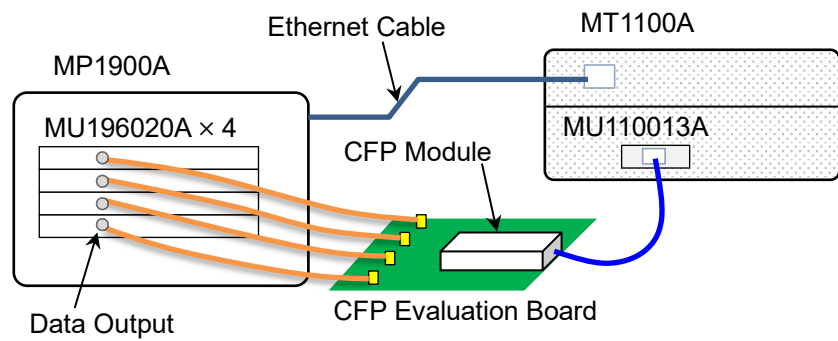 MT1100A
Ethernet Cable
MP1900A
MU196020A × 4
MU110013A
CFP Module
Data Output
CFP Evaluation Board